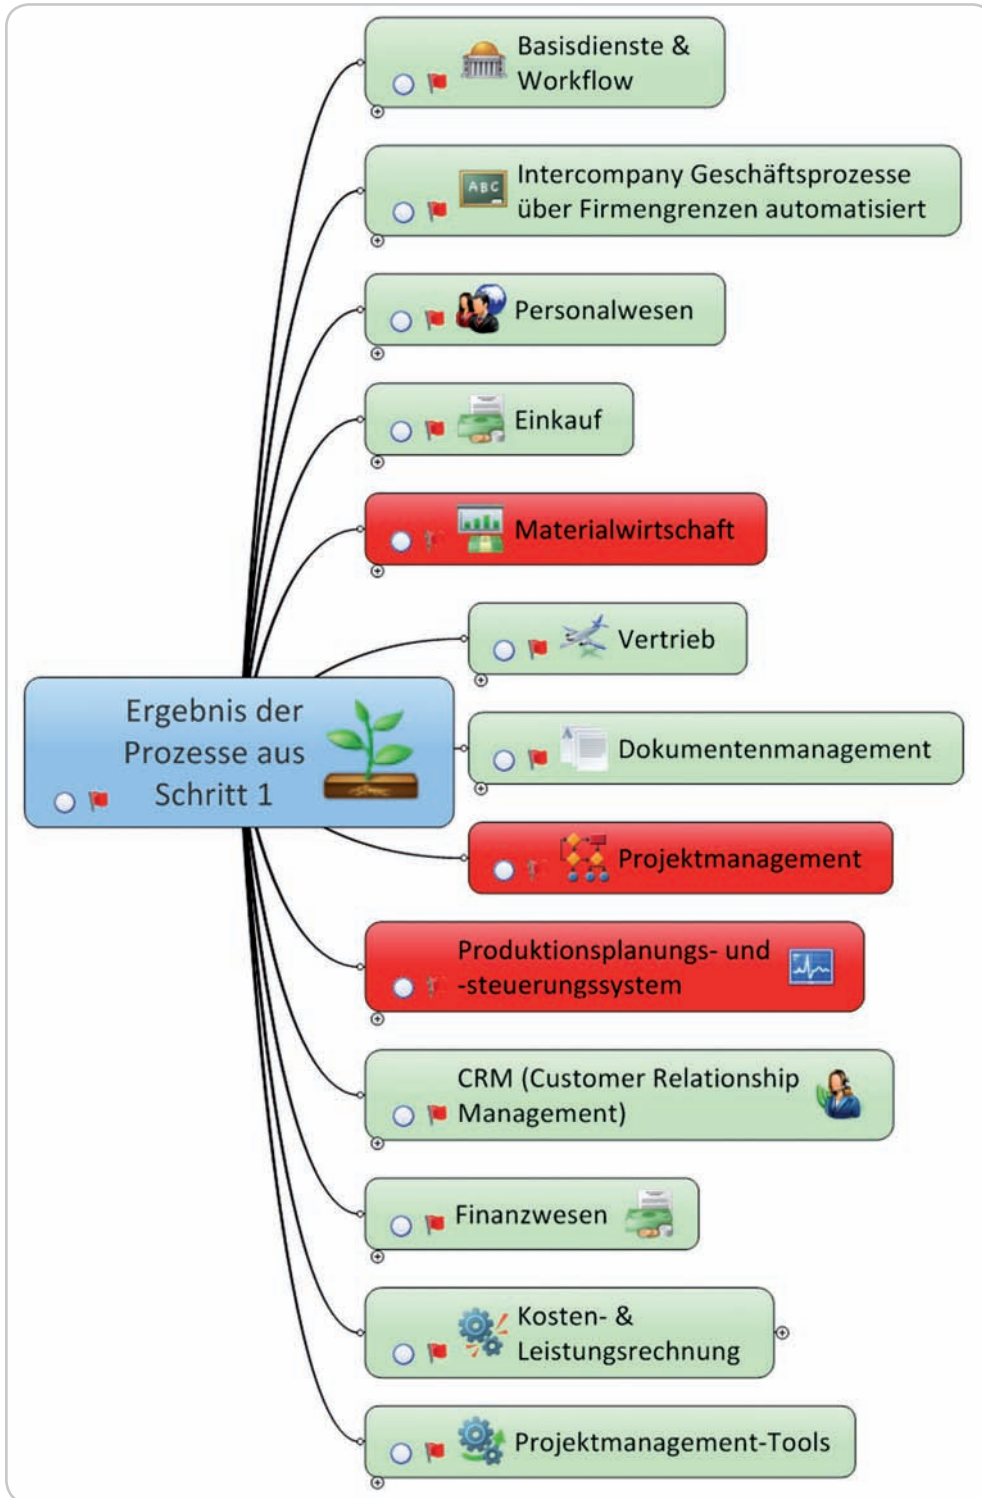 Basisdienste &
Workflow
ABC
Intercompany Geschäftsprozesse
über Firmengrenzen automatisiert
Personalwesen
Einkauf
Materialwirtschaft
Vertrieb
Ergebnis der
Prozesse aus
Schritt 1
A
Dokumentenmanagement
Projektmanagement
Produktionsplanungs- und
-steuerungssystem
CRM (Customer Relationship
Management)
Finanzwesen
Kosten- &
Leistungsrechnung
Projektmanagement-Tools